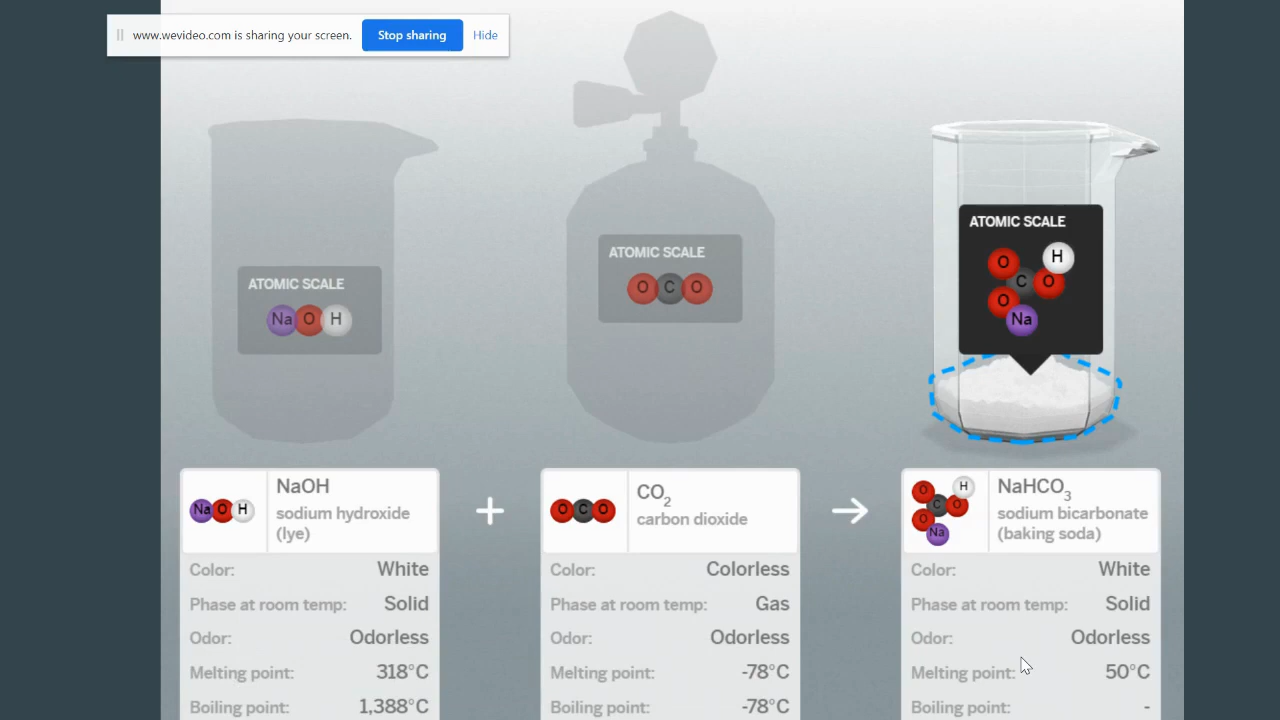 www.wevideo.com is sharing your screen. Stop sharing Hide
ATOMIC SCALE
Na O H
ATOMIC SCALE
O C O
ATOMIC SCALE
O H
C O
O
Na
Na O H
NaOH
sodium hydroxide
(lye)
+
O C O
CO2
carbon dioxide
→
O H
C O
O
Na
NaHCO3
sodium bicarbonate
(baking soda)
Color: White
Phase at room temp: Solid
Odor: Odorless
Melting point: 318°C
Boiling point: 1,388°C
Color: Colorless
Phase at room temp: Gas
Odor: Odorless
Melting point: -78°C
Boiling point: -78°C
Color: White
Phase at room temp: Solid
Odor: Odorless
Melting point: 50°C
Boiling point: -